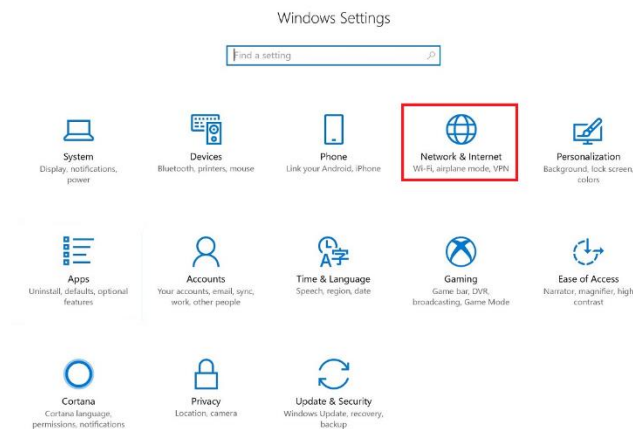 Windows Settings
Find a setting
System
Display, notifications,
power
Devices
Bluetooth, printers, mouse
Phone
Link your Android, iPhone
Network & Internet
Wi-Fi, airplane mode, VPN
Personalization
Background, lock screen,
colors
Apps
Uninstall, defaults, optional
features
Accounts
Your accounts, email, sync,
work, other people
Time & Language
Speech, region, date
Gaming
Game bar, DVR,
broadcasting, Game Mode
Ease of Access
Narrator, magnifier, high
contrast
Cortana
Cortana language,
permissions, notifications
Privacy
Location, camera
Update & Security
Windows Update, recovery,
backup